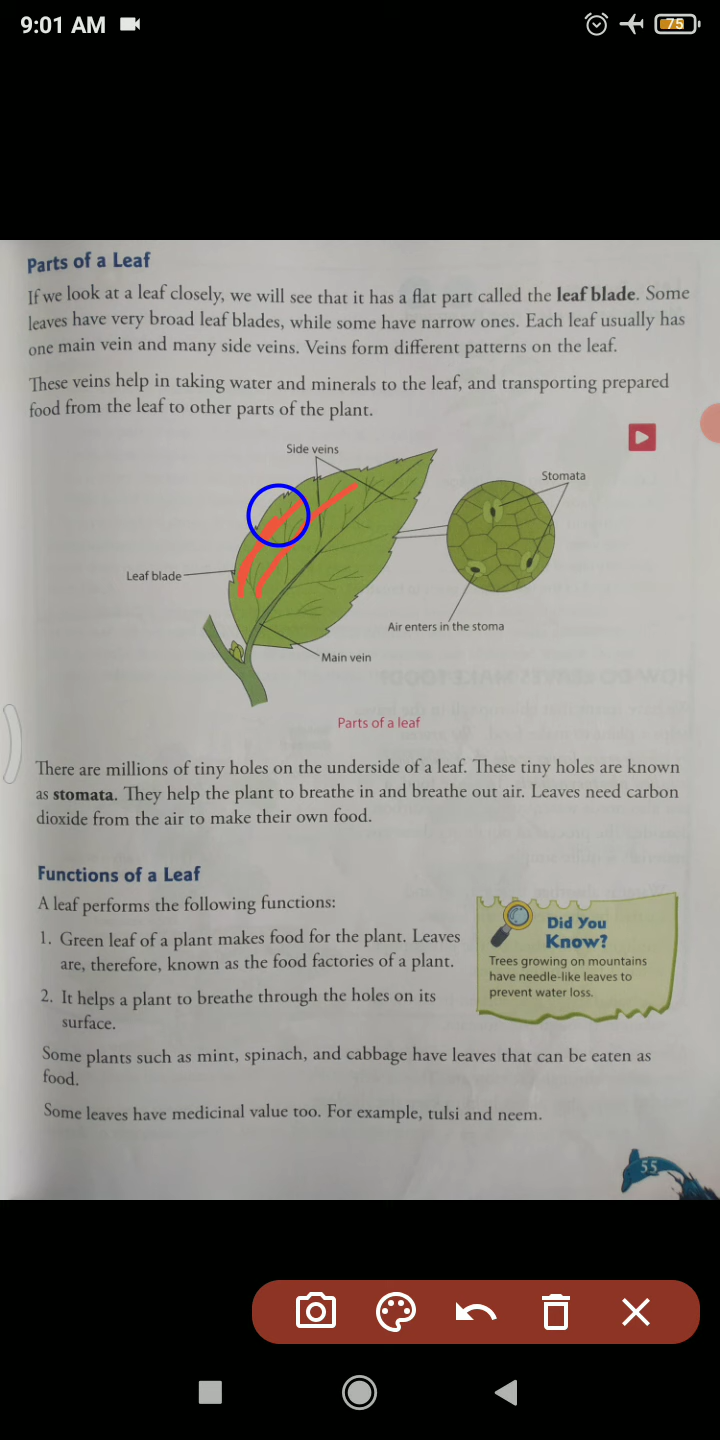 9:01 AM
75
Parts of a Leaf
If we look at a leaf closely, we will see that it has a flat part called the leaf blade. Some
leaves have very broad leaf blades, while some have narrow ones. Each leaf usually has
one main vein and many side veins. Veins form different patterns on the leaf.
These veins help in taking water and minerals to the leaf, and transporting prepared
food from the leaf to other parts of the plant.
Side veins
Stomata
Leaf blade
Air enters in the stoma
Main vein
Parts of a leaf
There are millions of tiny holes on the underside of a leaf. These tiny holes are known
as stomata. They help the plant to breathe in and breathe out air. Leaves need carbon
dioxide from the air to make their own food.
Functions of a Leaf
A leaf performs the following functions:
1. Green leaf of a plant makes food for the plant. Leaves
are, therefore, known as the food factories of a plant.
2. It helps a plant to breathe through the holes on its
surface.
Did You
Know?
Trees growing on mountains
have needle-like leaves to
prevent water loss.
Some plants such as mint, spinach, and cabbage have leaves that can be eaten as
food.
Some leaves have medicinal value too. For example, tulsi and neem.
55